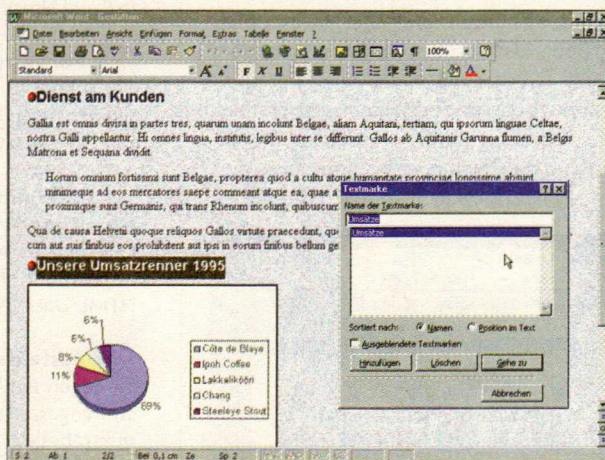 Microsoft Word - Gestalten
Datei Bearbeiten Ansicht Einfügen Format Extras Tabelle Fenster ?
100%
Standard Arial F K U
Dienst am Kunden
Gallia est omnis divisa in partes tres, quarum unam incolunt Belgae, aliam Aquitani, tertiam, qui ipsorum linguae Celtae,
nostra Galli appellantur. Hi omnes lingua, institutis, legibus inter se differunt. Gallos ab Aquitanis Garunna flumen, a Belgis
Matrona et Sequana dividit.
Horum omnium fortissimi sunt Belgae, propterea quod a cultu atque humanitate provinciae longissime absunt
minimeque ad eos mercatores saepe commeant atque ea, quae a
proximique sunt Germanis, qui trans Rhenum incolunt, quibuscum
Qua de causa Helvetii quoque reliquos Gallos virtute praecedunt, quo
cum aut suis finibus eos prohibent aut ipsi in eorum finibus bellum ge
Unsere Umsatzrenner 1995
6%
6%
8%
11%
69%
Côte de Blaye
Ipoh Coffee
Lakkalikööri
Chang
Steeleye Stout
Textmarke
Name der Textmarke:
Umsätze
Umsätze
Sortiert nach: Namen Position im Text
Ausgeblendete Textmarken
Hinzufügen Löschen Gehe zu
Abbrechen
S 2 Ab 1 2/2 Bei 0,1 cm Ze Sp 2